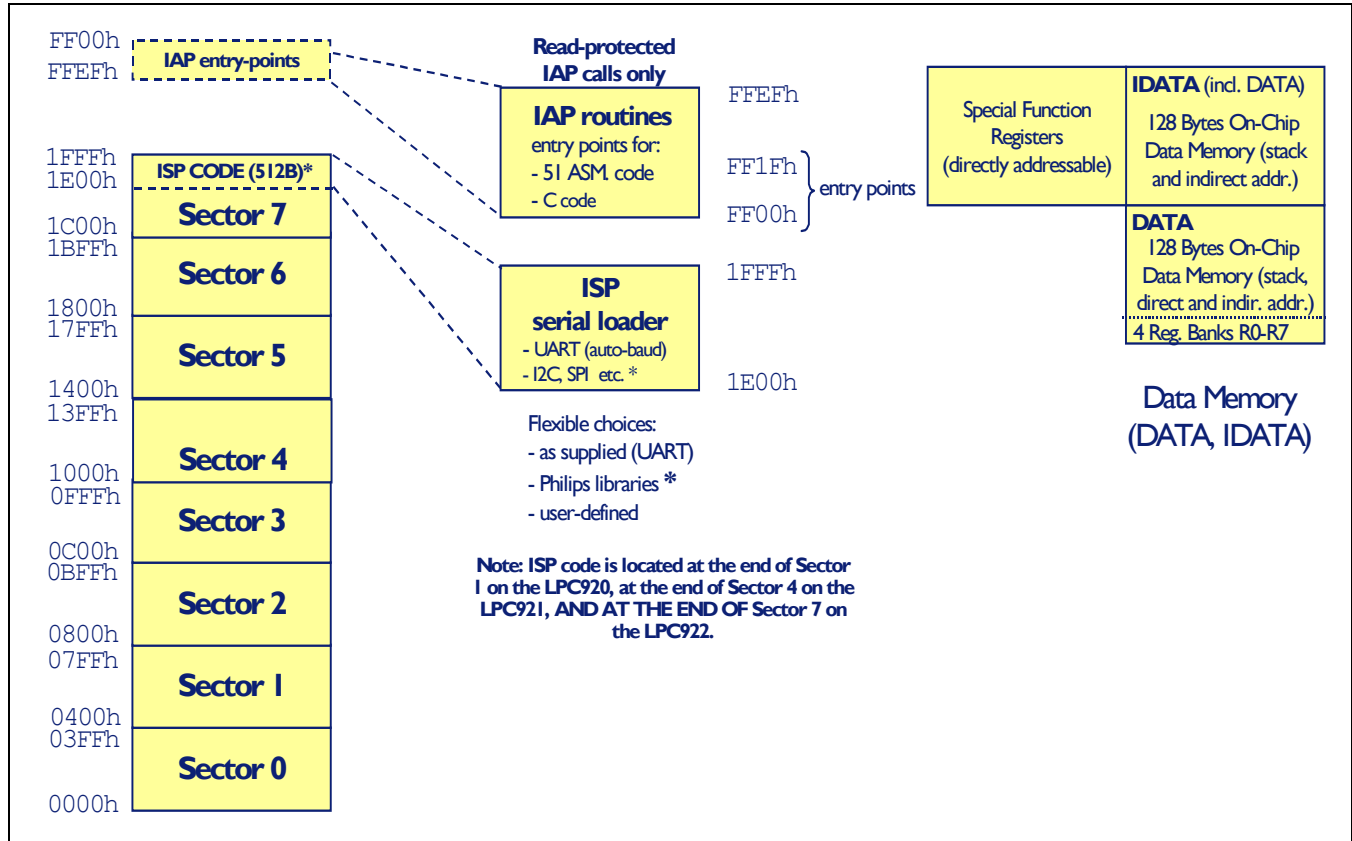 FF00h
FFEFh
IAP entry-points
1FFFh
1E00h
ISP CODE (512B)*
Sector 7
1C00h
1BFFh
Sector 6
1800h
17FFh
Sector 5
1400h
13FFh
Sector 4
1000h
0FFFh
Sector 3
0C00h
0BFFh
Sector 2
0800h
07FFh
Sector 1
0400h
03FFh
Sector 0
0000h
Read-protected
IAP calls only
IAP routines
entry points for:
- 51 ASM. code
- C code
FFEFh
FF1Fh
FF00h
entry points
ISP
serial loader
- UART (auto-baud)
- I2C, SPI etc. *
1FFFh
1E00h
Flexible choices:
- as supplied (UART)
- Philips libraries *
- user-defined
Note: ISP code is located at the end of Sector
1 on the LPC920, at the end of Sector 4 on the
LPC921, AND AT THE END OF Sector 7 on
the LPC922.
Special Function
Registers
(directly addressable)
IDATA (incl. DATA)
128 Bytes On-Chip
Data Memory (stack
and indirect addr.)
DATA
128 Bytes On-Chip
Data Memory (stack,
direct and indir. addr.)
4 Reg. Banks R0-R7
Data Memory
(DATA, IDATA)